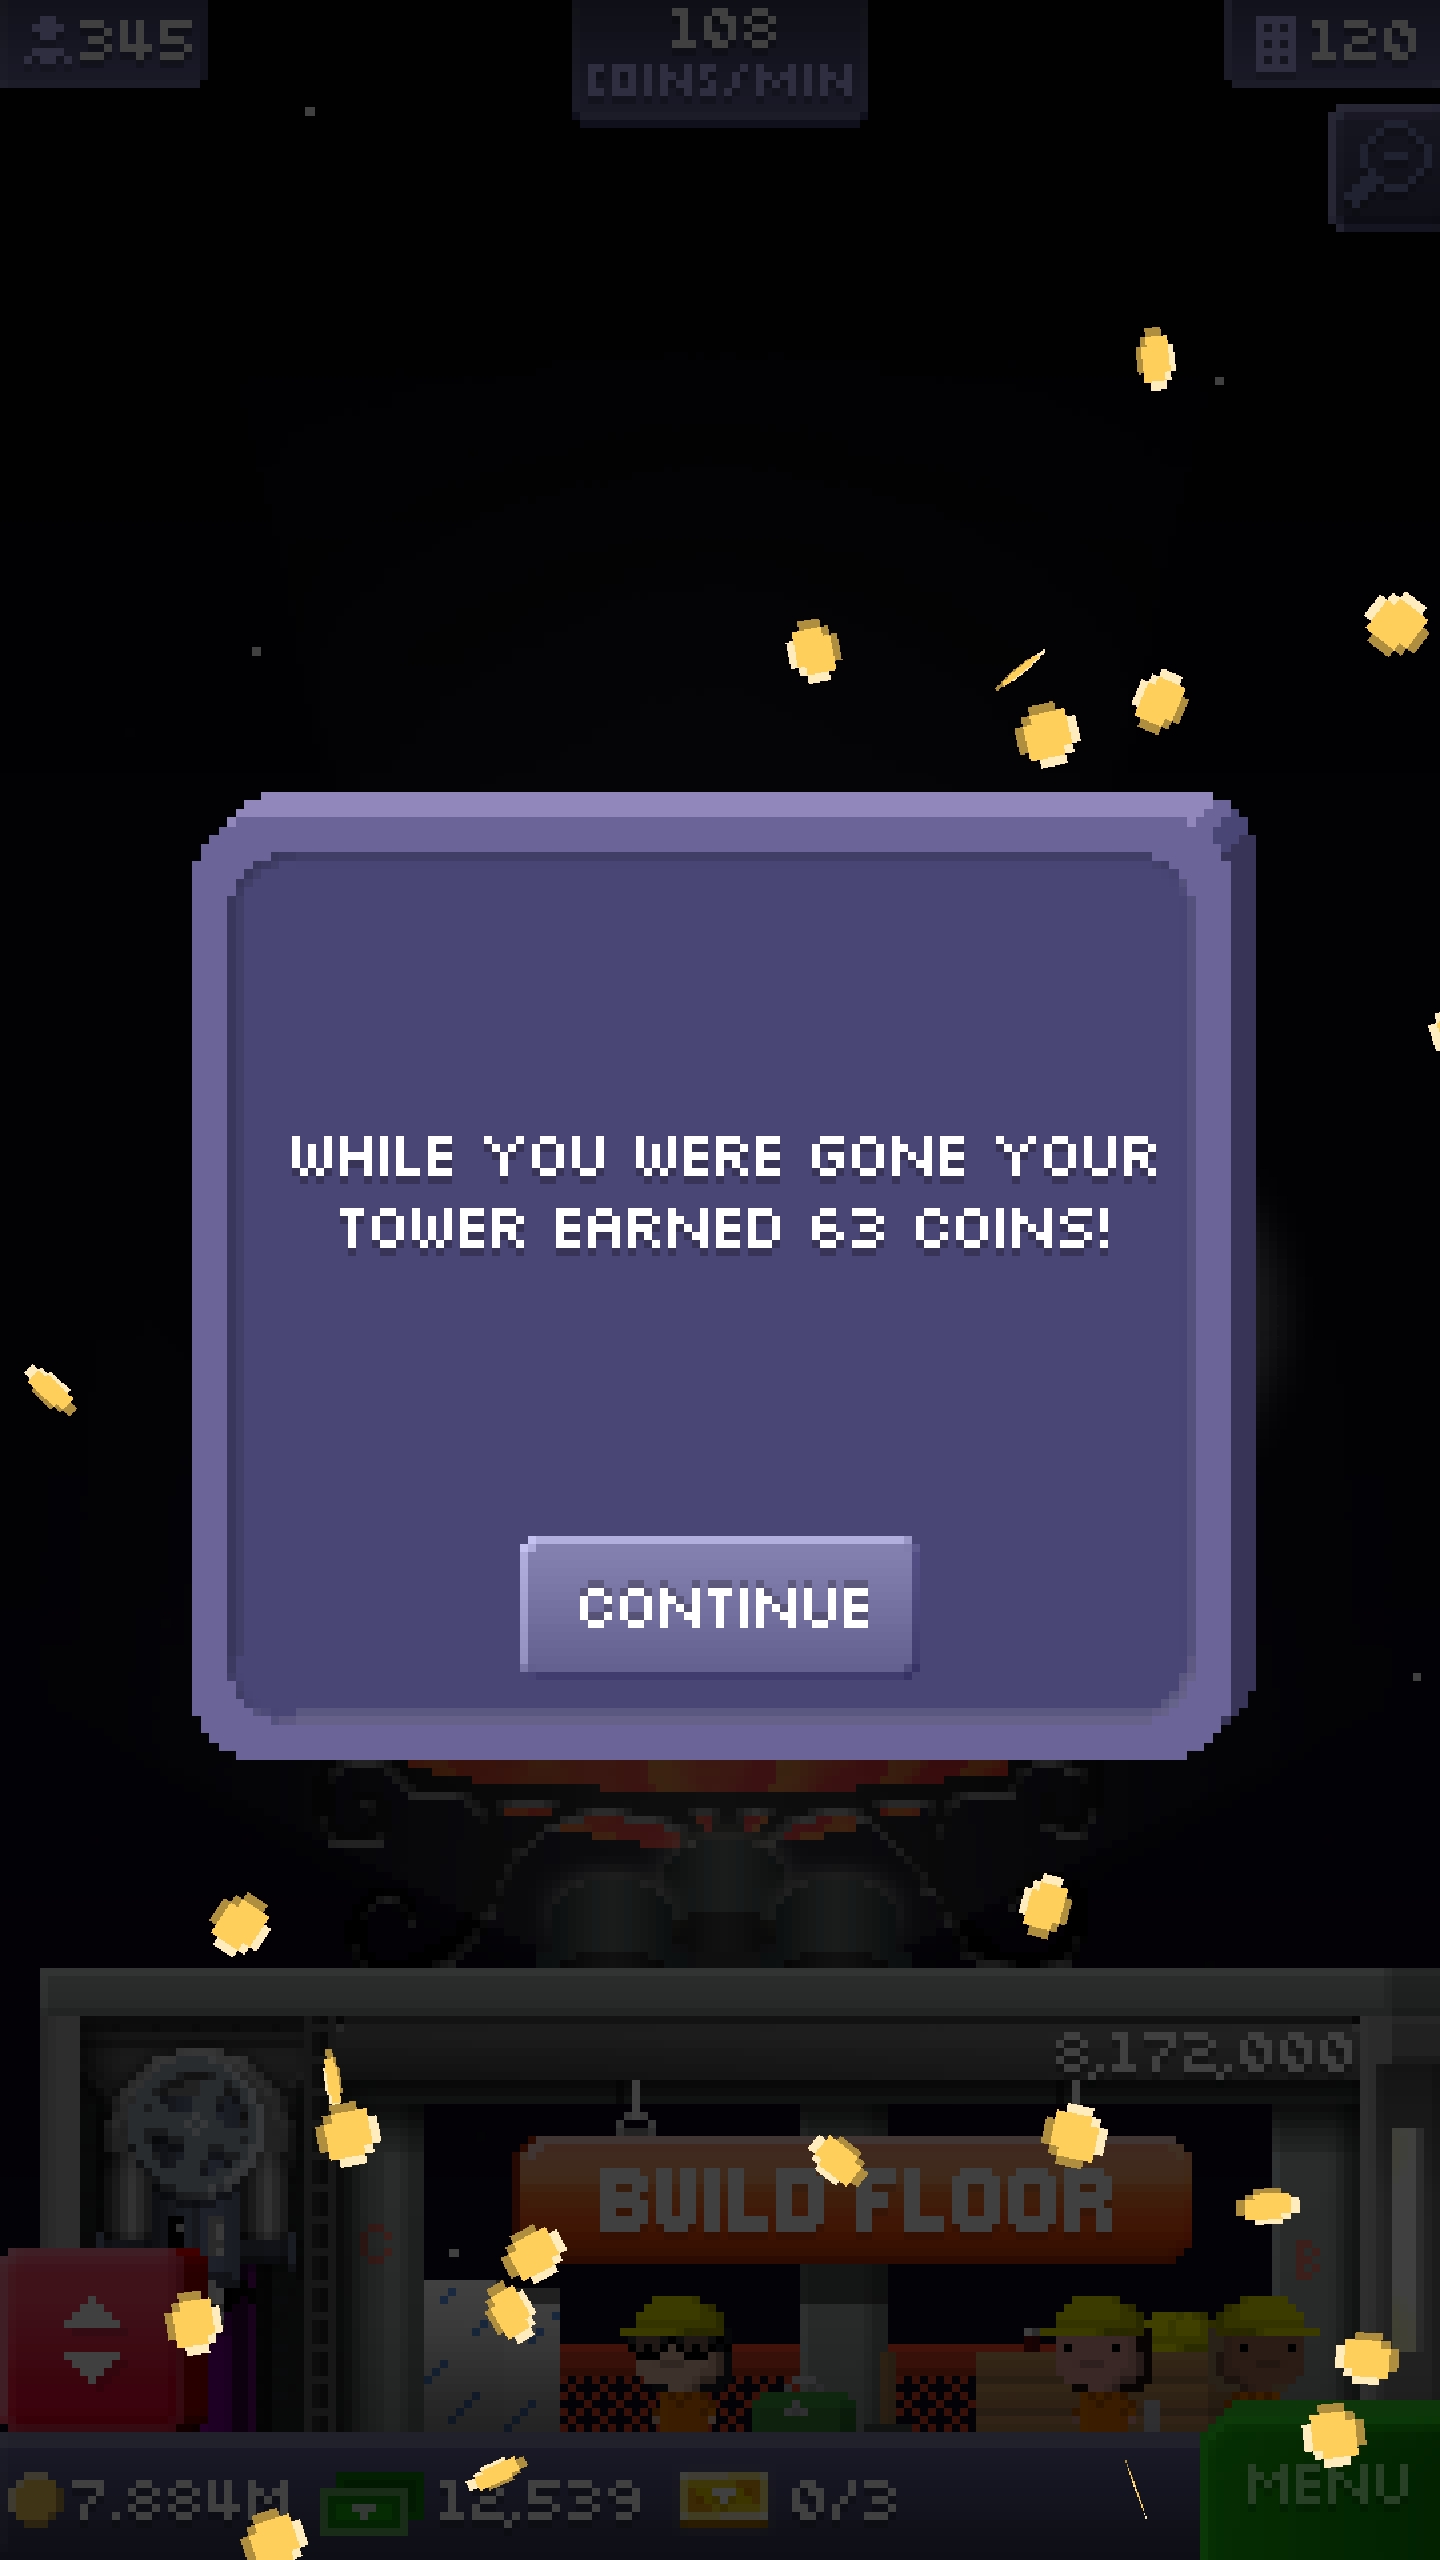 345
108
COINS/MIN
120
WHILE YOU WERE GONE YOUR
TOWER EARNED 63 COINS!
CONTINUE
8,172,000
BUILD FLOOR
C
B
7.884M
12,539
0/3
MENU